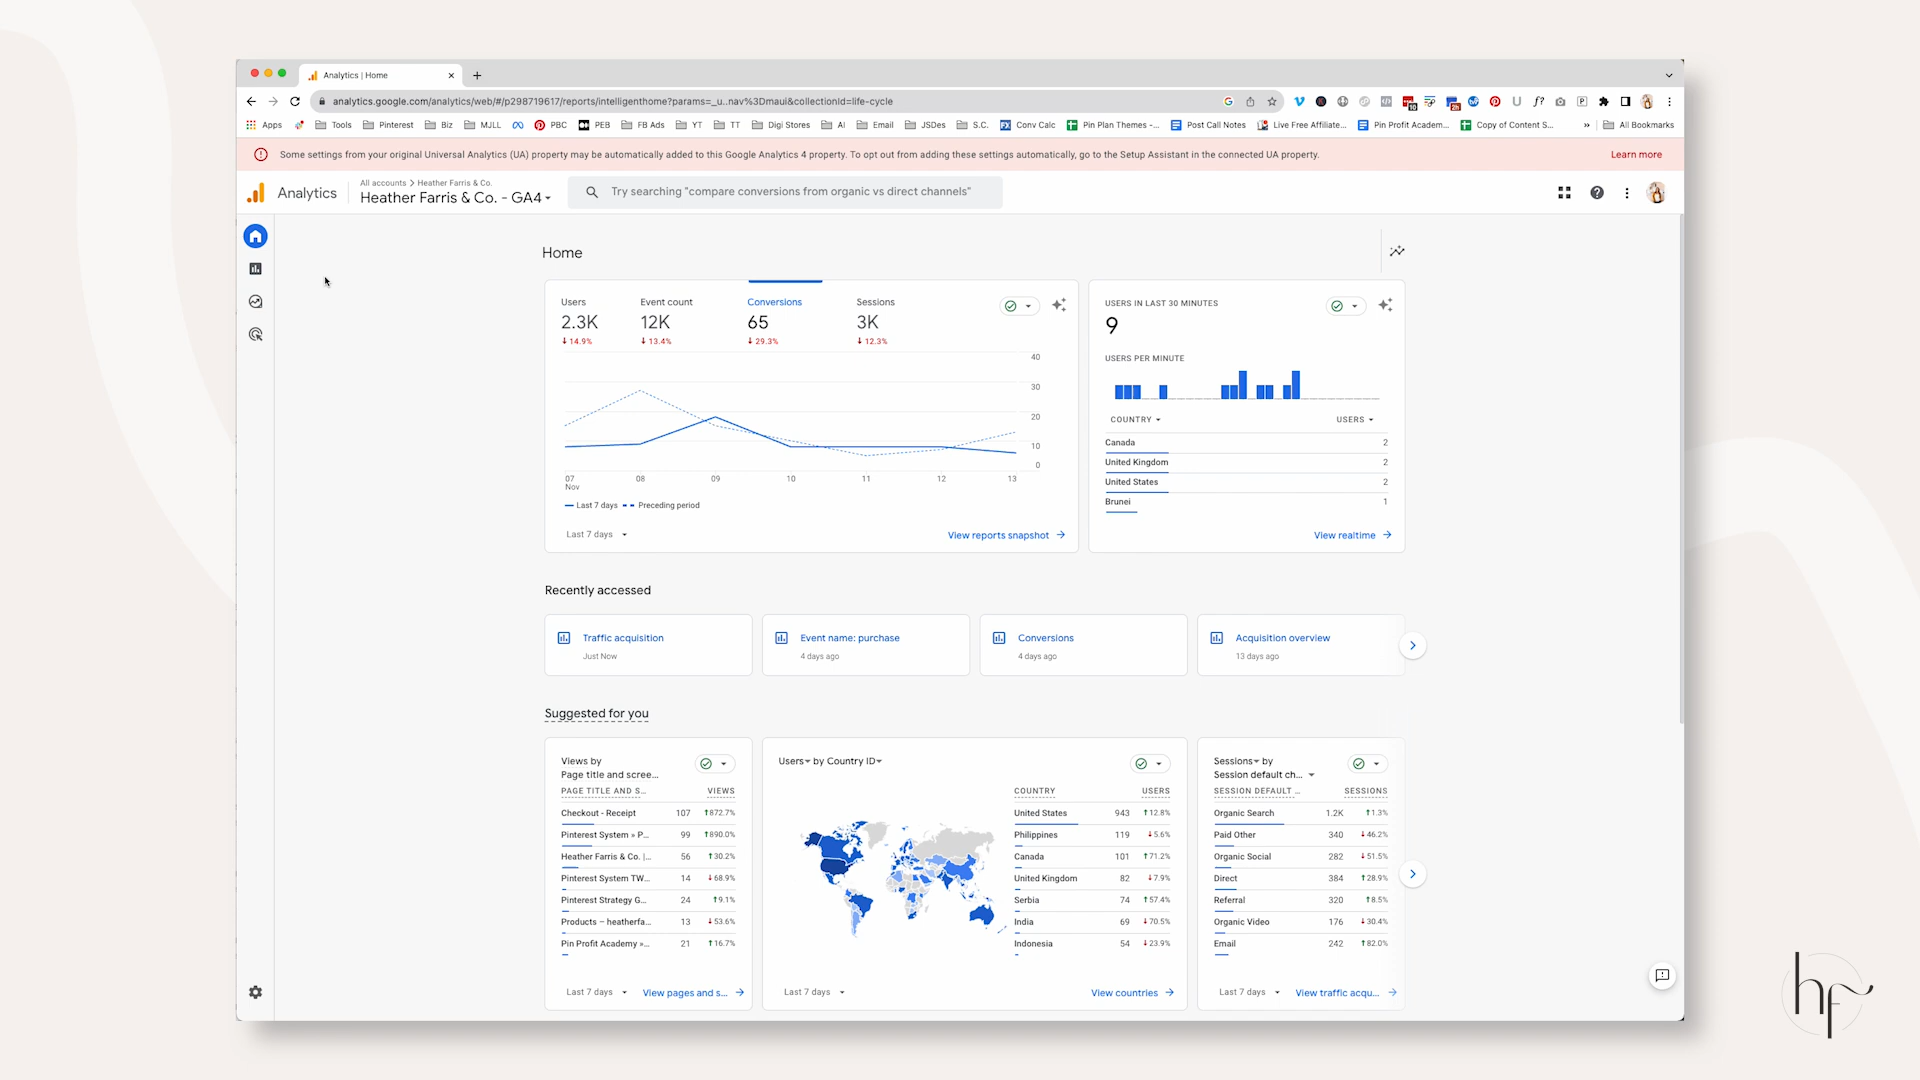 Analytics | Home
analytics.google.com/analytics/web/#/p298719617/reports/intelligenthome?params=_u..nav%3Dmaui&collectionId=life-cycle
Apps Tools Pinterest Biz MJLL PBC PEB FB Ads YT TT Digi Stores AI Email JSDes S.C. Conv Calc Pin Plan Themes -... Post Call Notes Live Free Affiliate... Pin Profit Academ... Copy of Content S... » All Bookmarks
Some settings from your original Universal Analytics (UA) property may be automatically added to this Google Analytics 4 property. To opt out from adding these settings automatically, go to the Setup Assistant in the connected UA property. Learn more
Analytics
All accounts > Heather Farris & Co.
Heather Farris & Co. - GA4
Try searching "compare conversions from organic vs direct channels"
Home
Users Event count Conversions Sessions
2.3K 12K 65 3K
14.9% 13.4% 29.3% 12.3%
40
30
20
10
0
07 08 09 10 11 12 13
Nov
Last 7 days Preceding period
Last 7 days View reports snapshot
USERS IN LAST 30 MINUTES
9
USERS PER MINUTE
COUNTRY USERS
Canada 2
United Kingdom 2
United States 2
Brunei 1
View realtime
Recently accessed
Traffic acquisition
Just Now
Event name: purchase
4 days ago
Conversions
4 days ago
Acquisition overview
13 days ago
Suggested for you
Views by
Page title and scree...
PAGE TITLE AND S... VIEWS
Checkout - Receipt 107 872.7%
Pinterest System » P... 99 890.0%
Heather Farris & Co. |... 56 30.2%
Pinterest System TW... 14 68.9%
Pinterest Strategy G... 24 9.1%
Products – heatherfa... 13 53.6%
Pin Profit Academy »... 21 16.7%
Last 7 days View pages and s...
Users by Country ID
COUNTRY USERS
United States 943 12.8%
Philippines 119 5.6%
Canada 101 71.2%
United Kingdom 82 7.9%
Serbia 74 57.4%
India 69 70.5%
Indonesia 54 23.9%
Last 7 days View countries
Sessions by
Session default ch...
SESSION DEFAULT ... SESSIONS
Organic Search 1.2K 1.3%
Paid Other 340 46.2%
Organic Social 282 51.5%
Direct 384 28.9%
Referral 320 8.5%
Organic Video 176 30.4%
Email 242 82.0%
Last 7 days View traffic acqu...
hf